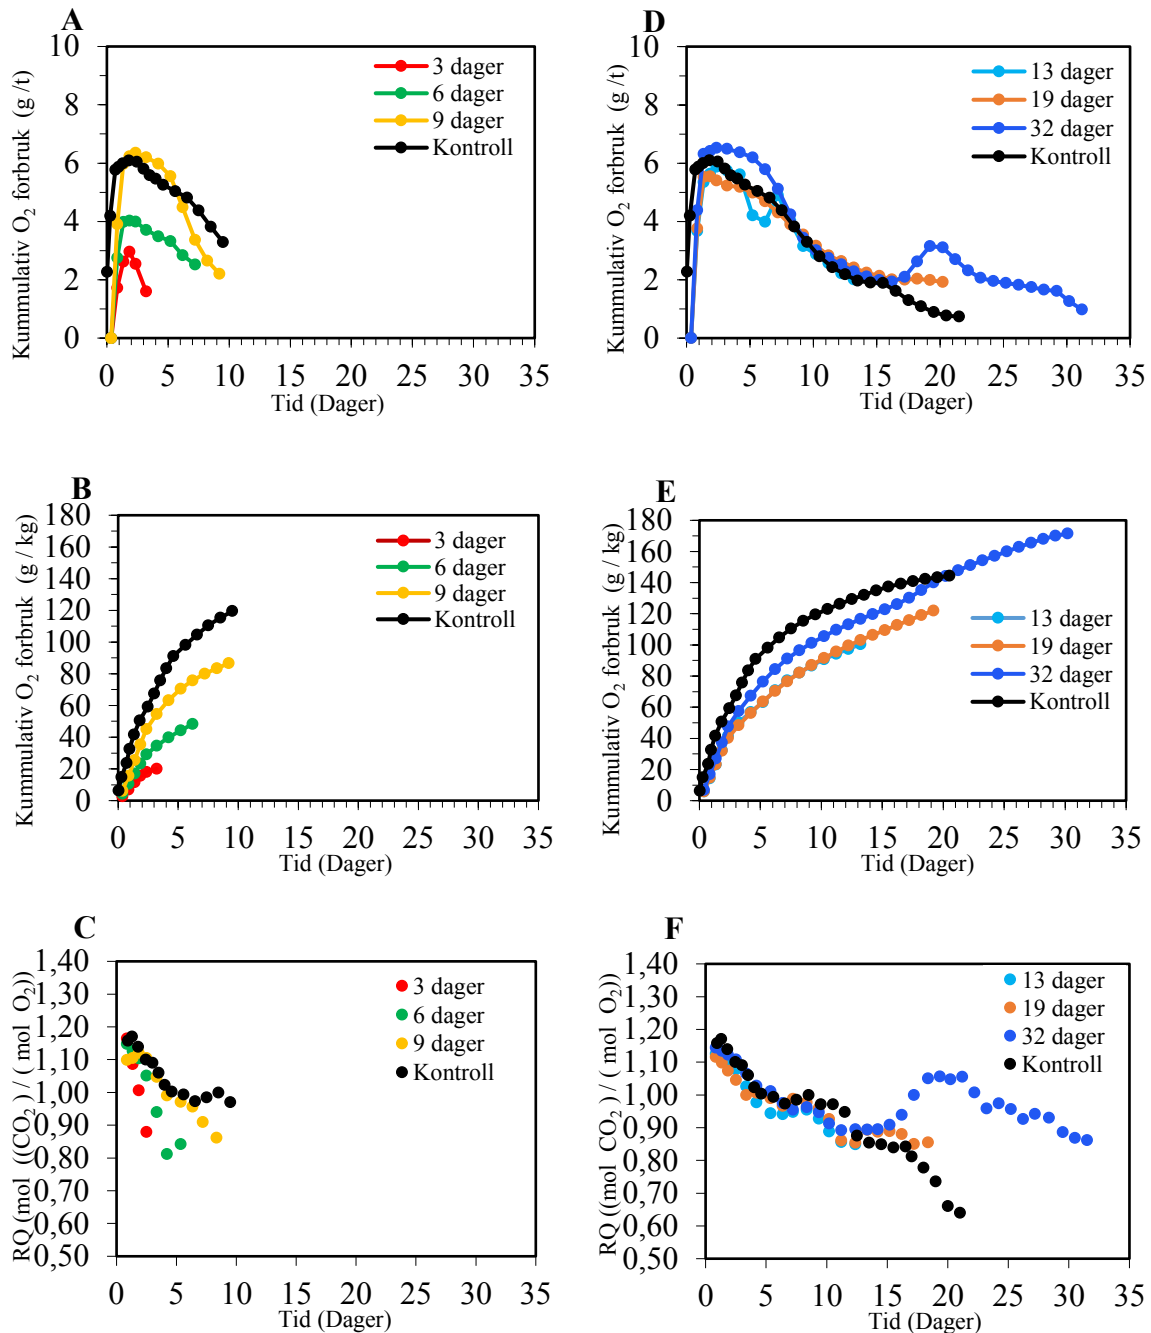 A
Kummulativ O2 forbruk (g /t)
10
8
6
4
2
0
0 5 10 15 20 25 30 35
Tid (Dager)
3 dager
6 dager
9 dager
Kontroll
D
Kummulativ O2 forbruk (g /t)
10
8
6
4
2
0
0 5 10 15 20 25 30 35
Tid (Dager)
13 dager
19 dager
32 dager
Kontroll
B
Kummulativ O2 forbruk (g / kg)
180
160
140
120
100
80
60
40
20
0
0 5 10 15 20 25 30 35
Tid (Dager)
3 dager
6 dager
9 dager
Kontroll
E
Kummulativ O2 forbruk (g / kg)
180
160
140
120
100
80
60
40
20
0
0 5 10 15 20 25 30 35
Tid (Dager)
13 dager
19 dager
32 dager
Kontroll
C
RQ (mol ((CO2 ) / (mol O2))
1,40
1,30
1,20
1,10
1,00
0,90
0,80
0,70
0,60
0,50
0 5 10 15 20 25 30 35
Tid (Dager)
3 dager
6 dager
9 dager
Kontroll
F
RQ ((mol CO2 ) / (mol O2))
1,40
1,30
1,20
1,10
1,00
0,90
0,80
0,70
0,60
0,50
0 5 10 15 20 25 30 35
Tid (Dager)
13 dager
19 dager
32 dager
Kontroll